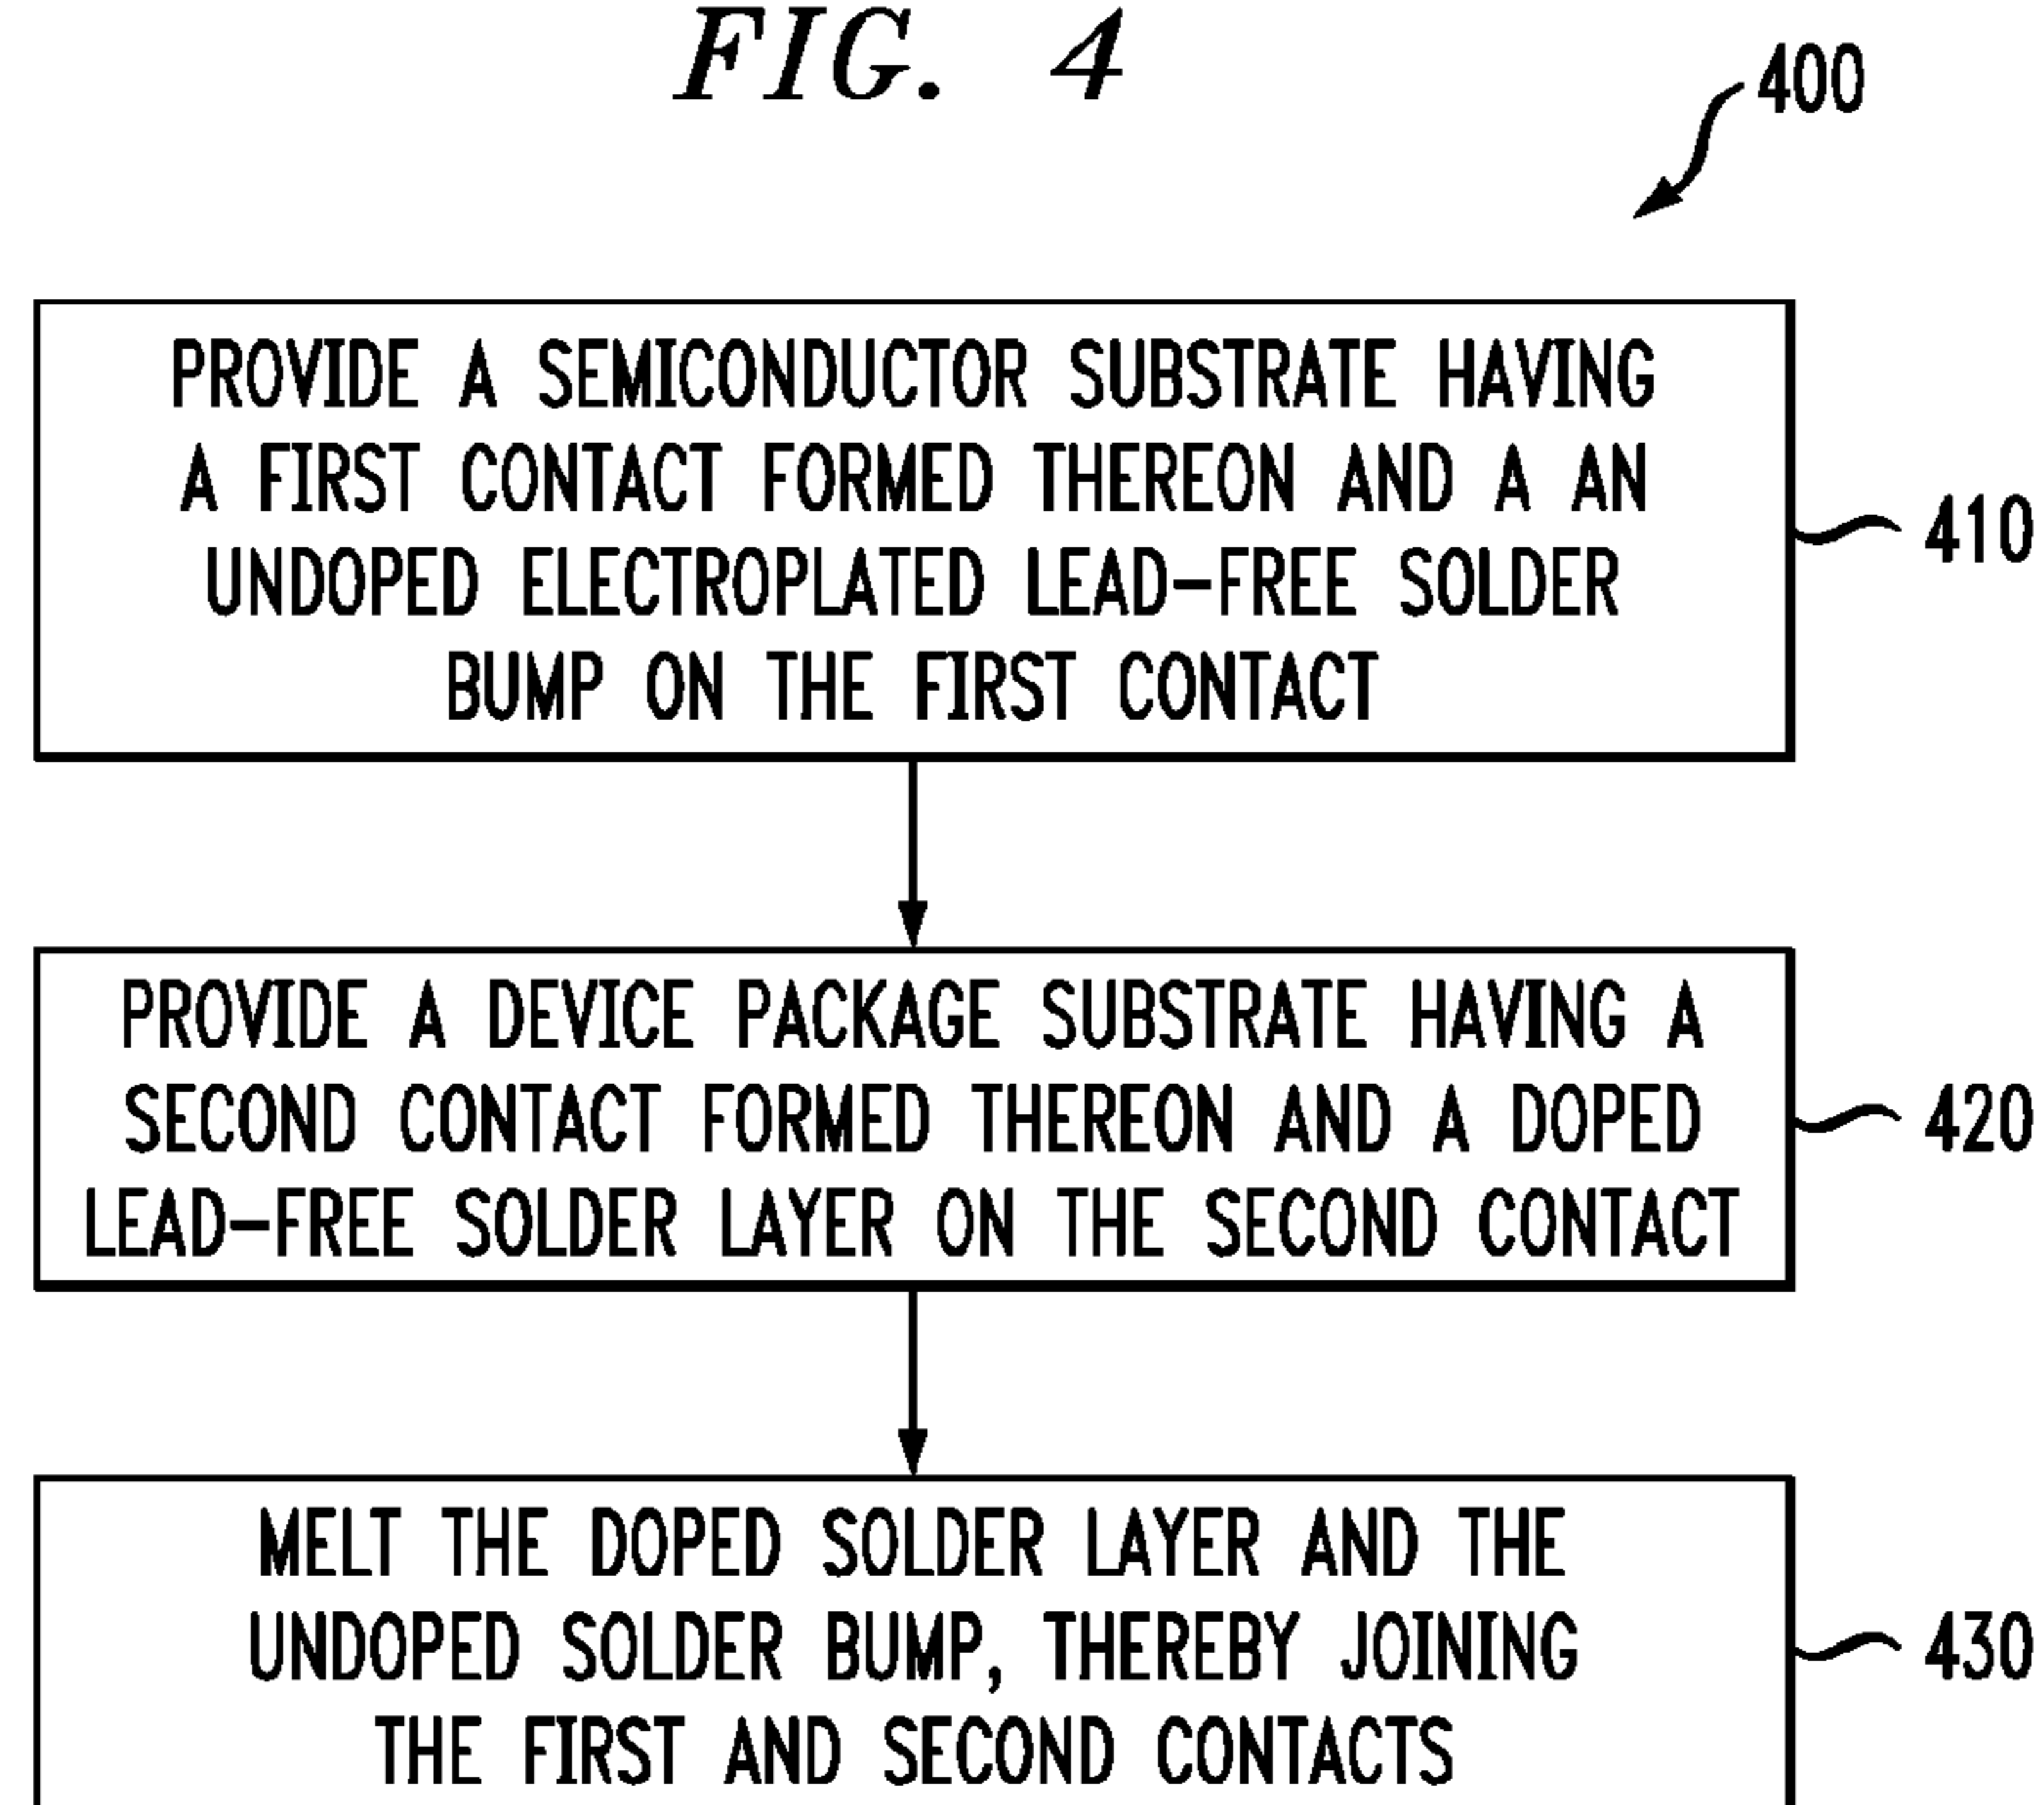 FIG. 4
400
PROVIDE A SEMICONDUCTOR SUBSTRATE HAVING
A FIRST CONTACT FORMED THEREON AND A AN
UNDOPED ELECTROPLATED LEAD-FREE SOLDER
BUMP ON THE FIRST CONTACT
410
PROVIDE A DEVICE PACKAGE SUBSTRATE HAVING A
SECOND CONTACT FORMED THEREON AND A DOPED
LEAD-FREE SOLDER LAYER ON THE SECOND CONTACT
420
MELT THE DOPED SOLDER LAYER AND THE
UNDOPED SOLDER BUMP, THEREBY JOINING
THE FIRST AND SECOND CONTACTS
430